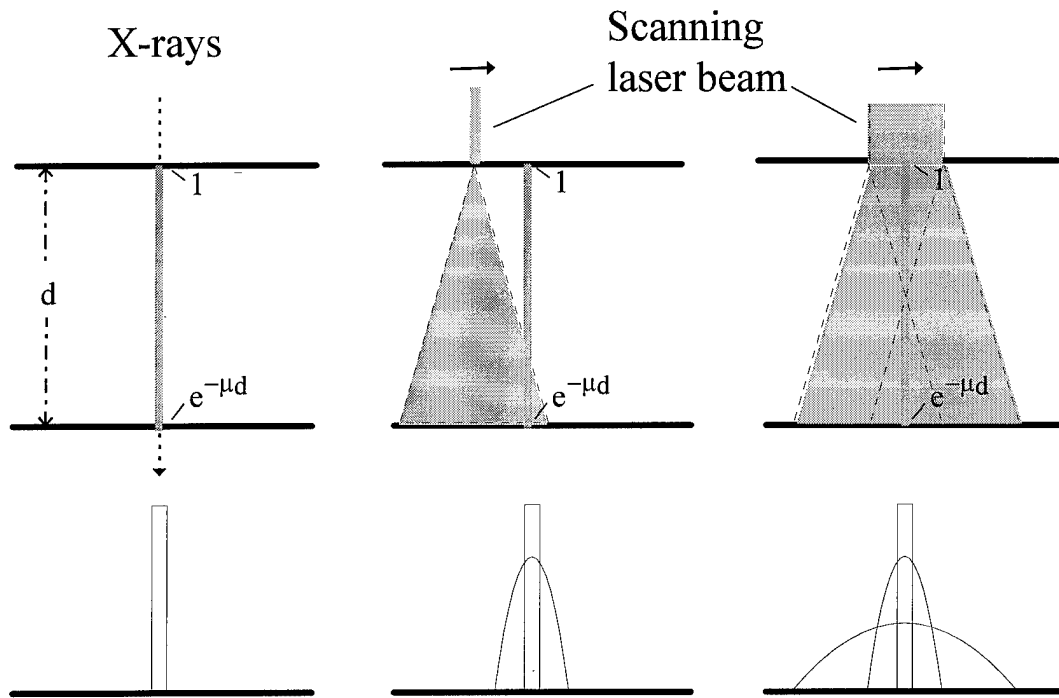 X-rays
Scanning
laser beam
1
1
1
d
e^{-μd}
e^{-μd}
e^{-μd}